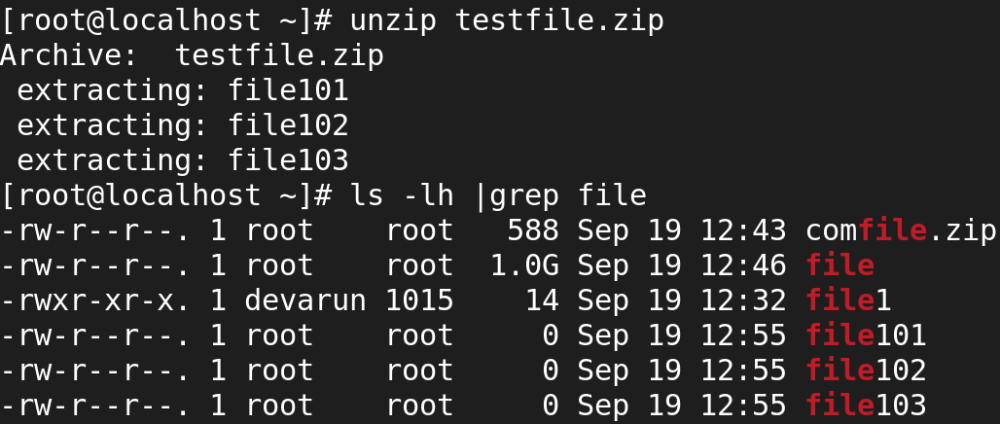 [root@localhost ~]# unzip testfile.zip
Archive:  testfile.zip
 extracting: file101
 extracting: file102
 extracting: file103
[root@localhost ~]# ls -lh |grep file
-rw-r--r--. 1 root    root   588 Sep 19 12:43 comfile.zip
-rw-r--r--. 1 root    root  1.0G Sep 19 12:46 file
-rwxr-xr-x. 1 devarun 1015    14 Sep 19 12:32 file1
-rw-r--r--. 1 root    root     0 Sep 19 12:55 file101
-rw-r--r--. 1 root    root     0 Sep 19 12:55 file102
-rw-r--r--. 1 root    root     0 Sep 19 12:55 file103